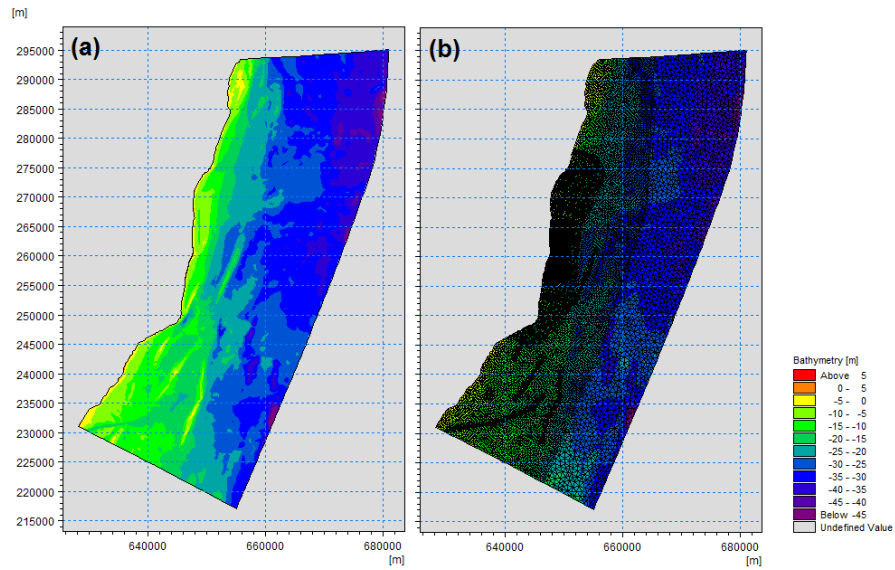 [m]
(a)
(b)
295000
290000
285000
280000
275000
270000
265000
260000
255000
250000
245000
240000
235000
230000
225000
220000
215000
640000
660000
680000
[m]
640000
660000
680000
[m]
Bathymetry [m]
Above 5
0 - 5
-5 - 0
-10 - -5
-15 - -10
-20 - -15
-25 - -20
-30 - -25
-35 - -30
-40 - -35
-45 - -40
Below -45
Undefined Value